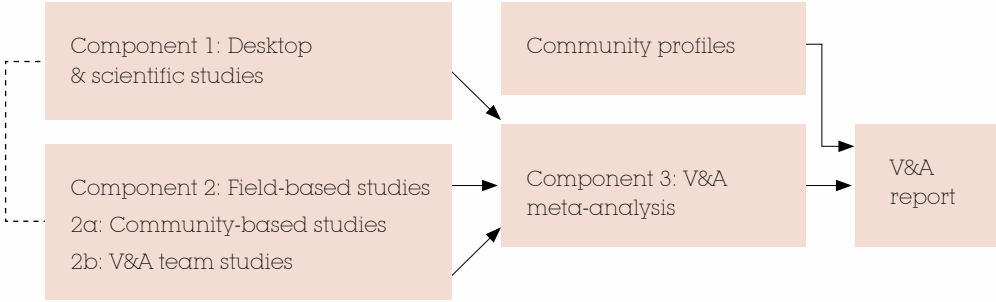 Component 1: Desktop
& scientific studies
Community profiles
Component 2: Field-based studies
2a: Community-based studies
2b: V&A team studies
Component 3: V&A
meta-analysis
V&A
report